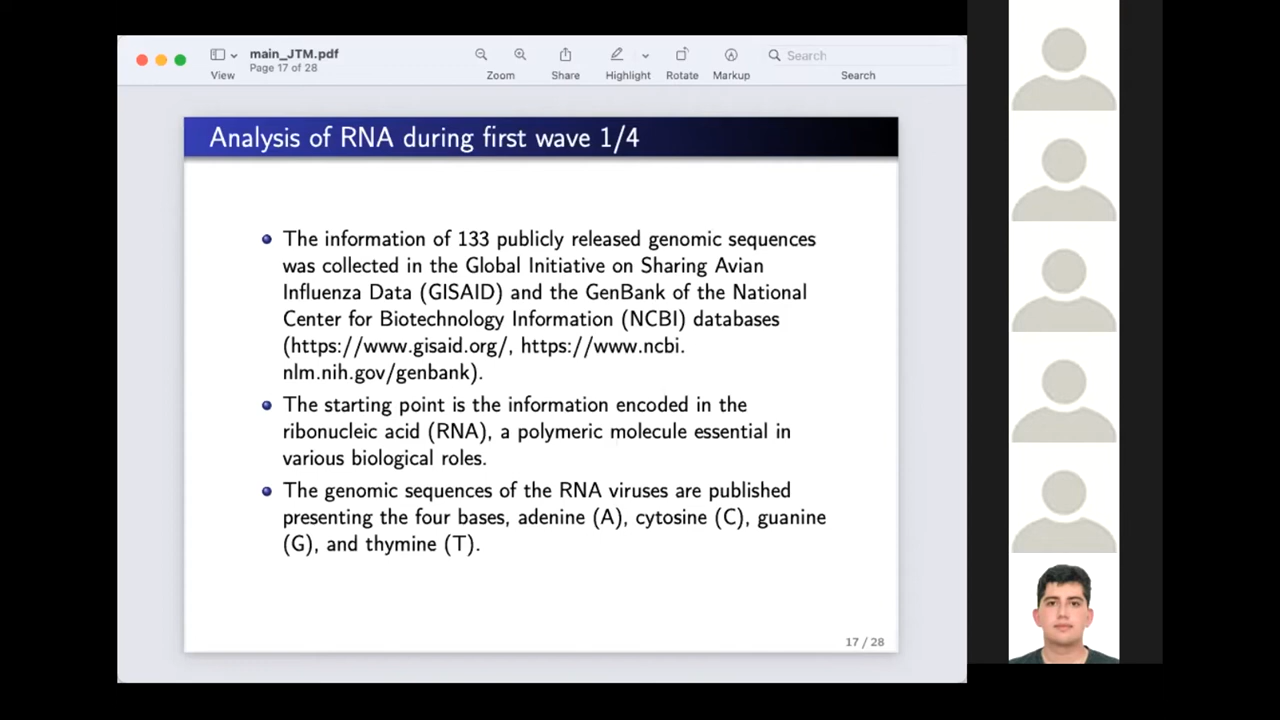 main_JTM.pdf
Page 17 of 28
View
Zoom
Share
Highlight
Rotate
Markup
Search
Search
Analysis of RNA during first wave 1/4
The information of 133 publicly released genomic sequences
was collected in the Global Initiative on Sharing Avian
Influenza Data (GISAID) and the GenBank of the National
Center for Biotechnology Information (NCBI) databases
(https://www.gisaid.org/, https://www.ncbi.
nlm.nih.gov/genbank).
The starting point is the information encoded in the
ribonucleic acid (RNA), a polymeric molecule essential in
various biological roles.
The genomic sequences of the RNA viruses are published
presenting the four bases, adenine (A), cytosine (C), guanine
(G), and thymine (T).
17 / 28